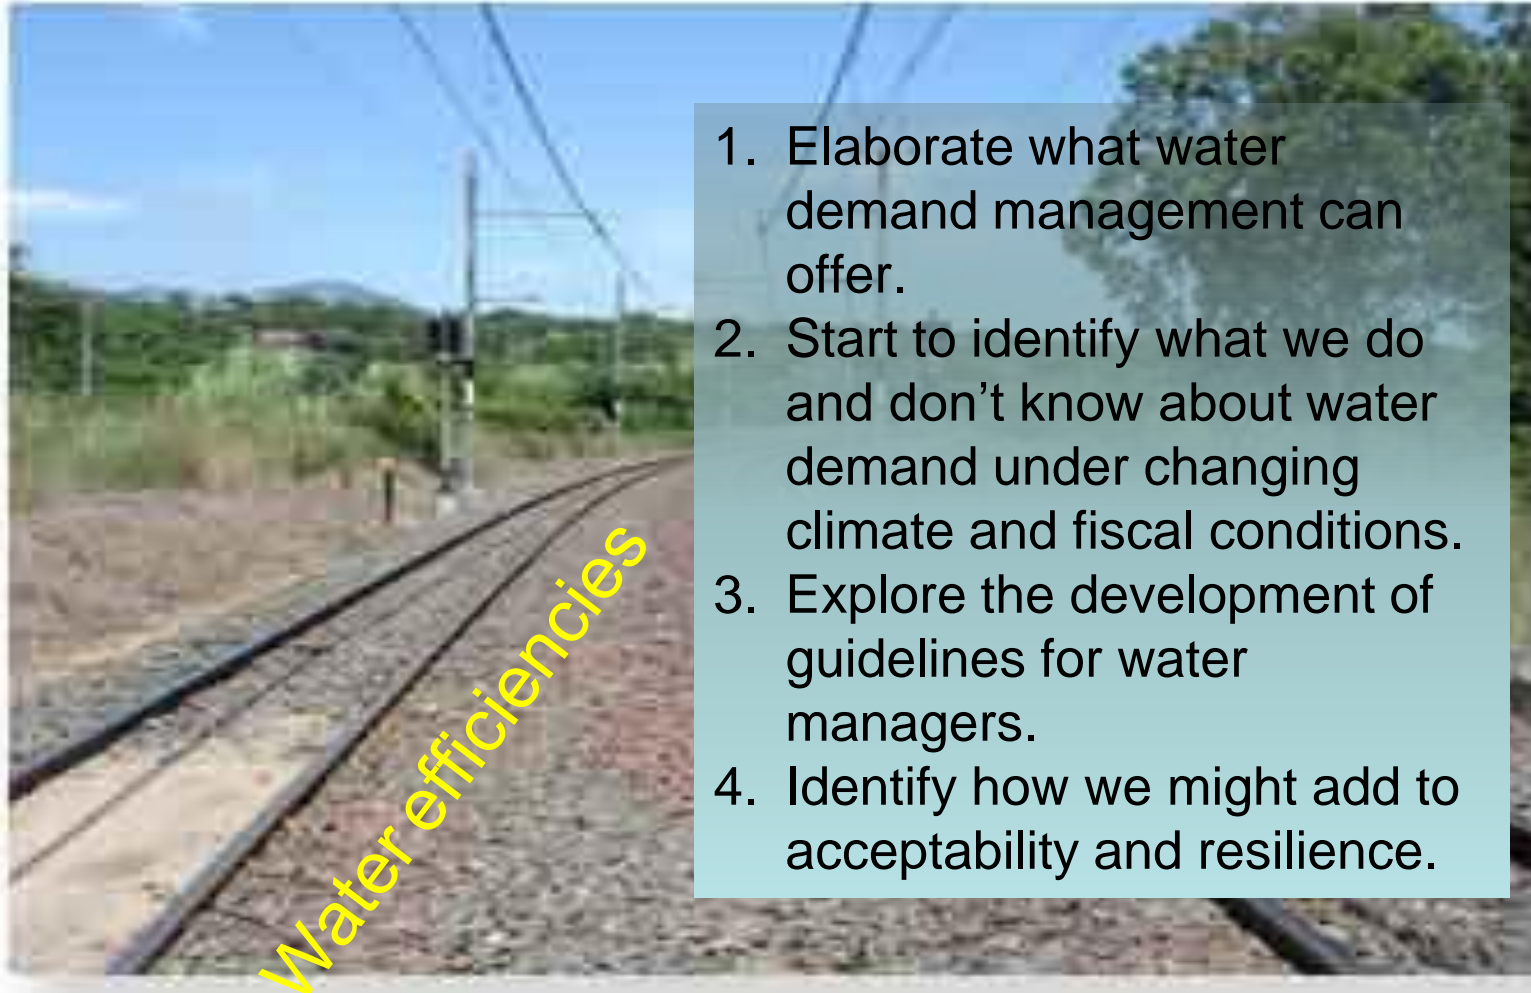 1. Elaborate what water
demand management can
offer.
2. Start to identify what we do
and don’t know about water
demand under changing
climate and fiscal conditions.
3. Explore the development of
guidelines for water
managers.
4. Identify how we might add to
acceptability and resilience.
Water efficiencies